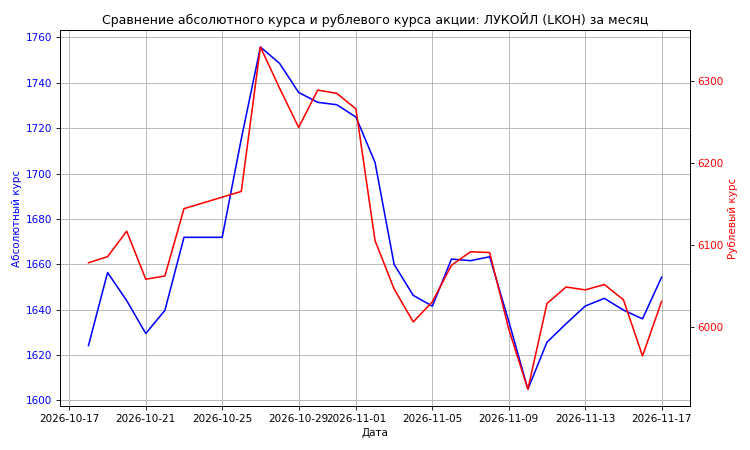 Сравнение абсолютного курса и рублевого курса акции: ЛУКОЙЛ (LKOH) за месяц
1760
1740
1720
1700
1680
1660
1640
1620
1600
Абсолютный курс
6300
6200
6100
6000
Рублевый курс
2026-10-17 2026-10-21 2026-10-25 2026-10-29 2026-11-01 2026-11-05 2026-11-09 2026-11-13 2026-11-17
Дата